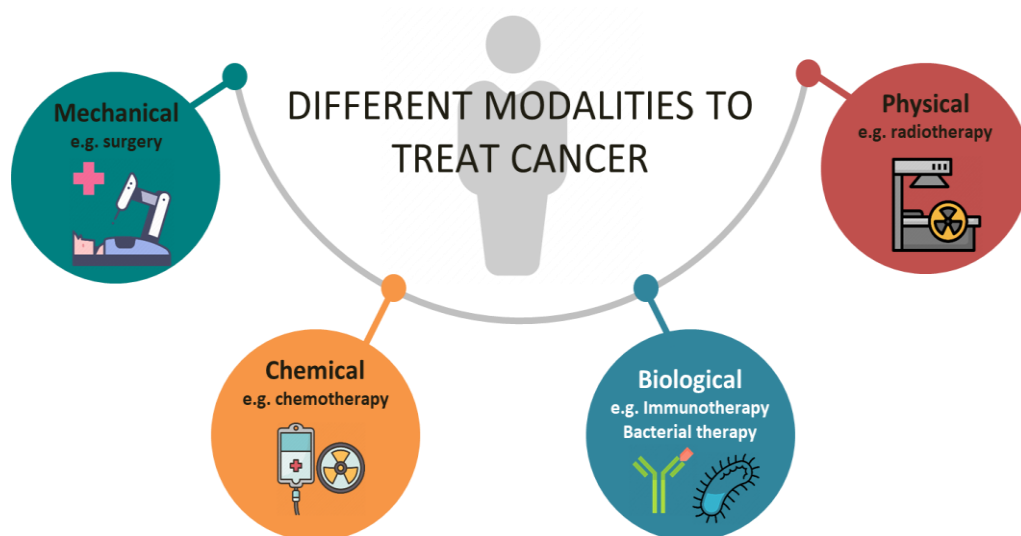 DIFFERENT MODALITIES TO
TREAT CANCER
Mechanical
e.g. surgery
Chemical
e.g. chemotherapy
Biological
e.g. Immunotherapy
Bacterial therapy
Physical
e.g. radiotherapy